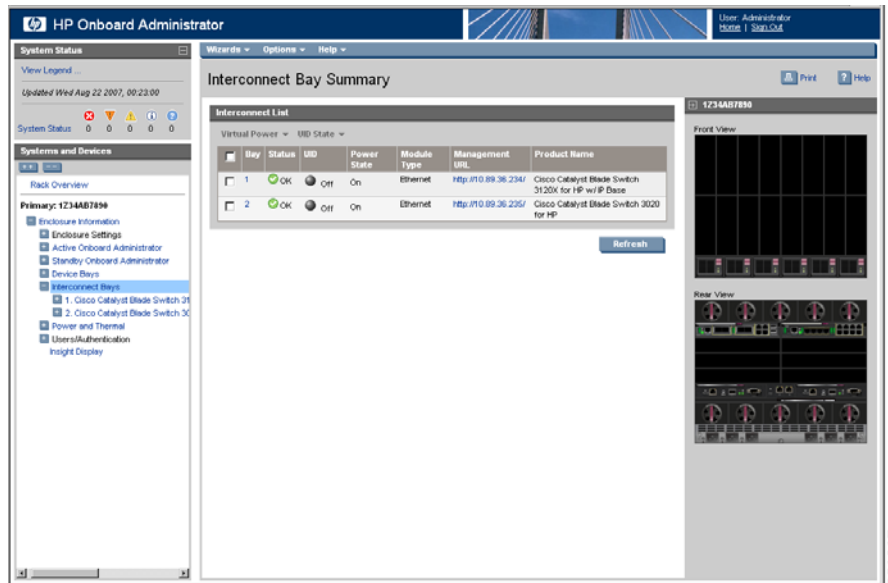 HP Onboard Administrator
User: Administrator
Home | Sign Out
System Status
Wizards Options Help
View Legend ...
Interconnect Bay Summary
Print Help
Updated Wed Aug 22 2007, 00:23:00
System Status 0 0 0 0 0
Systems and Devices
Rack Overview
Primary: 1Z34AB7890
Enclosure Information
Enclosure Settings
Active Onboard Administrator
Standby Onboard Administrator
Device Bays
Interconnect Bays
1. Cisco Catalyst Blade Switch 31
2. Cisco Catalyst Blade Switch 30
Power and Thermal
Users/Authentication
Insight Display
Interconnect List
Virtual Power UID State
Bay Status UID Power State Module Type Management URL Product Name
1 OK Off On Ethernet http://10.89.36.234/ Cisco Catalyst Blade Switch
3120X for HP w/ IP Base
2 OK Off On Ethernet http://10.89.36.235/ Cisco Catalyst Blade Switch 3020
for HP
Refresh
1Z34AB7890
Front View
Rear View